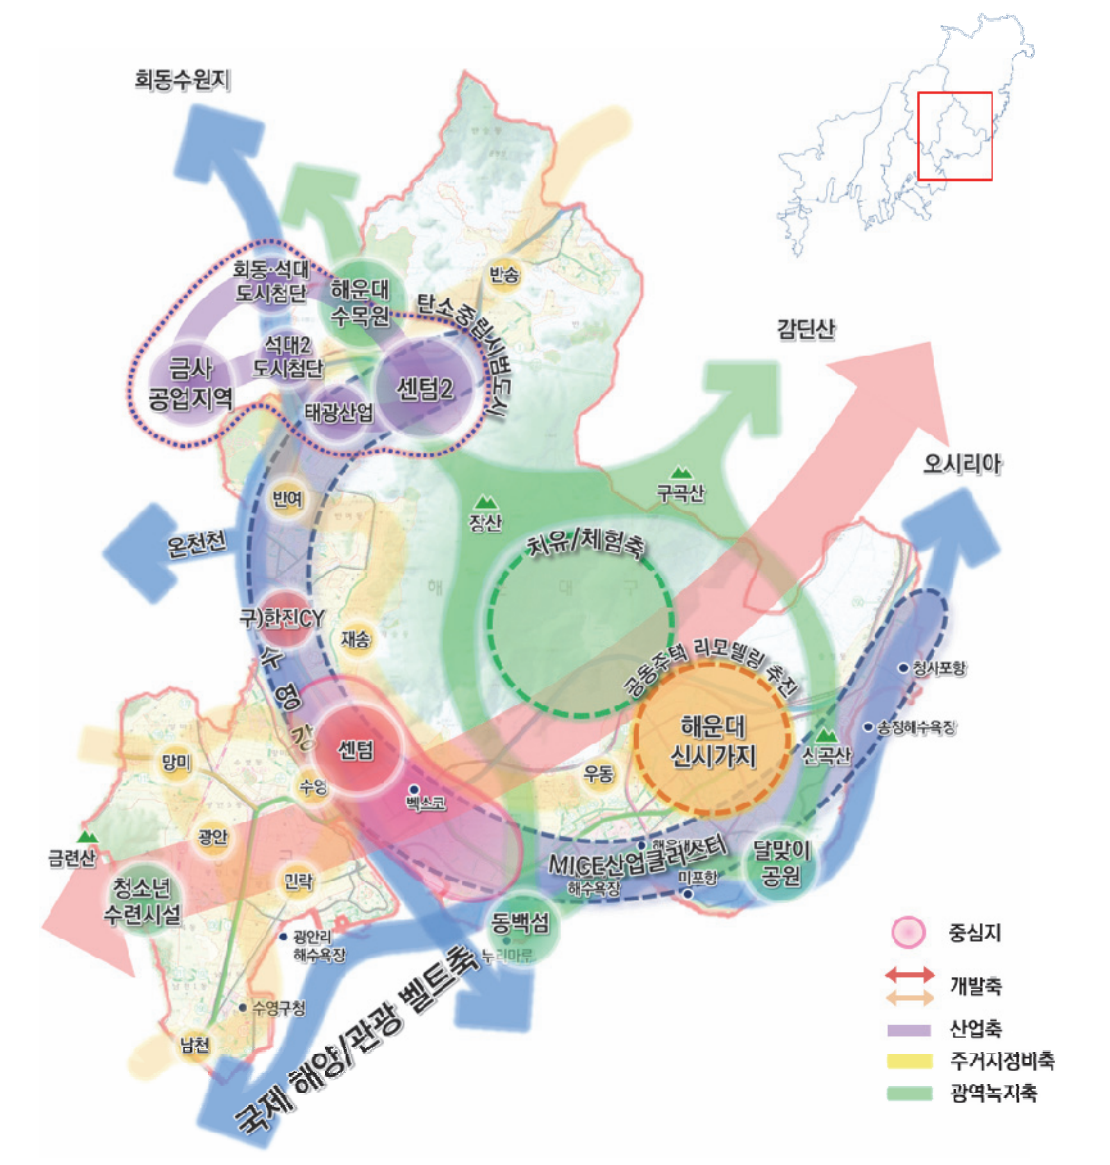 회동수원지
회동·석대
도시첨단
해운대
수목원
반송
탄소중립시범도시
석대2
도시첨단
금사
공업지역
센텀2
태광산업
감딘산
오시리아
구곡산
장산
반여
온천천
치유/체험축
해운대구
구)한진CY
재송
수영강
공동주택 리모델링 추진
청사포항
송정해수욕장
해운대
신시가지
신곡산
센텀
망미
수영
우동
벡스코
광안
금련산
MICE산업클러스터
해수욕장
미포항
달맞이
공원
청소년
수련시설
민락
동백섬
누리마루
광안리
해수욕장
수영구청
남천
국제 해양/관광 벨트축
중심지
개발축
산업축
주거지정비축
광역녹지축